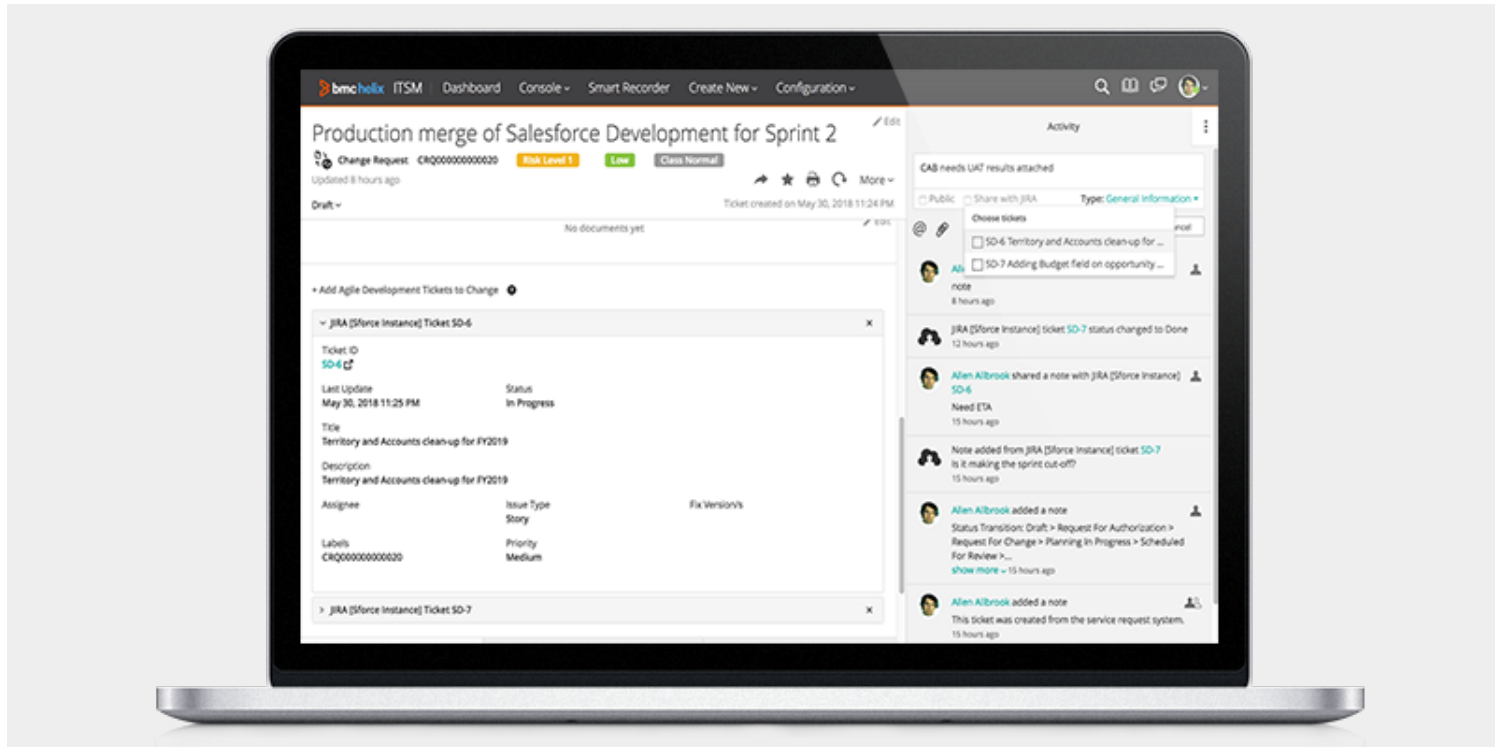 bmc helix ITSM Dashboard Console Smart Recorder Create New Configuration
Production merge of Salesforce Development for Sprint 2
Edit
Change Request CRQ000000000020 Risk Level 1 Low Class Normal
Updated 8 hours ago
More
Draft
Ticket created on May 30, 2018 11:24 PM
No documents yet
Edit
+ Add Agile Development Tickets to Change
JIRA [Sforce Instance] Ticket SD-6
Ticket ID
SD-6
Last Update Status
May 30, 2018 11:25 PM In Progress
Title
Territory and Accounts clean-up for FY2019
Description
Territory and Accounts clean-up for FY2019
Assignee Issue Type Fix Version/s
Story
Labels Priority
CRQ000000000020 Medium
JIRA [Sforce Instance] Ticket SD-7
Activity
CAB needs UAT results attached
Public Share with JIRA Type: General Information
Choose tickets
SD-6 Territory and Accounts clean-up for ...
SD-7 Adding Budget field on opportunity ...
note
8 hours ago
JIRA [Sforce Instance] ticket SD-7 status changed to Done
12 hours ago
Allen Albrook shared a note with JIRA [Sforce Instance]
SD-6
Need ETA
15 hours ago
Note added from JIRA [Sforce Instance] ticket SD-7
Is it making the sprint cut-off?
15 hours ago
Allen Albrook added a note
Status Transition: Draft > Request For Authorization >
Request For Change > Planning In Progress > Scheduled
For Review >...
show more 15 hours ago
Allen Albrook added a note
This ticket was created from the service request system.
15 hours ago